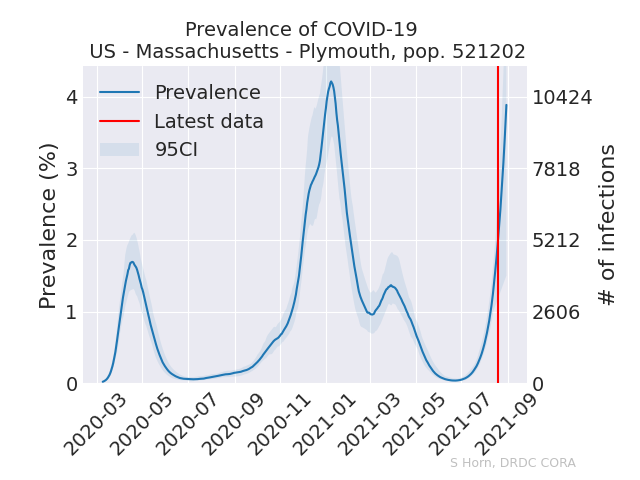 Prevalence of COVID-19
US - Massachusetts - Plymouth, pop. 521202
Prevalence
Latest data
95CI
Prevalence (%)
4
3
2
1
0
# of infections
10424
7818
5212
2606
0
2020-03
2020-05
2020-07
2020-09
2020-11
2021-01
2021-03
2021-05
2021-07
2021-09
S Horn, DRDC CORA